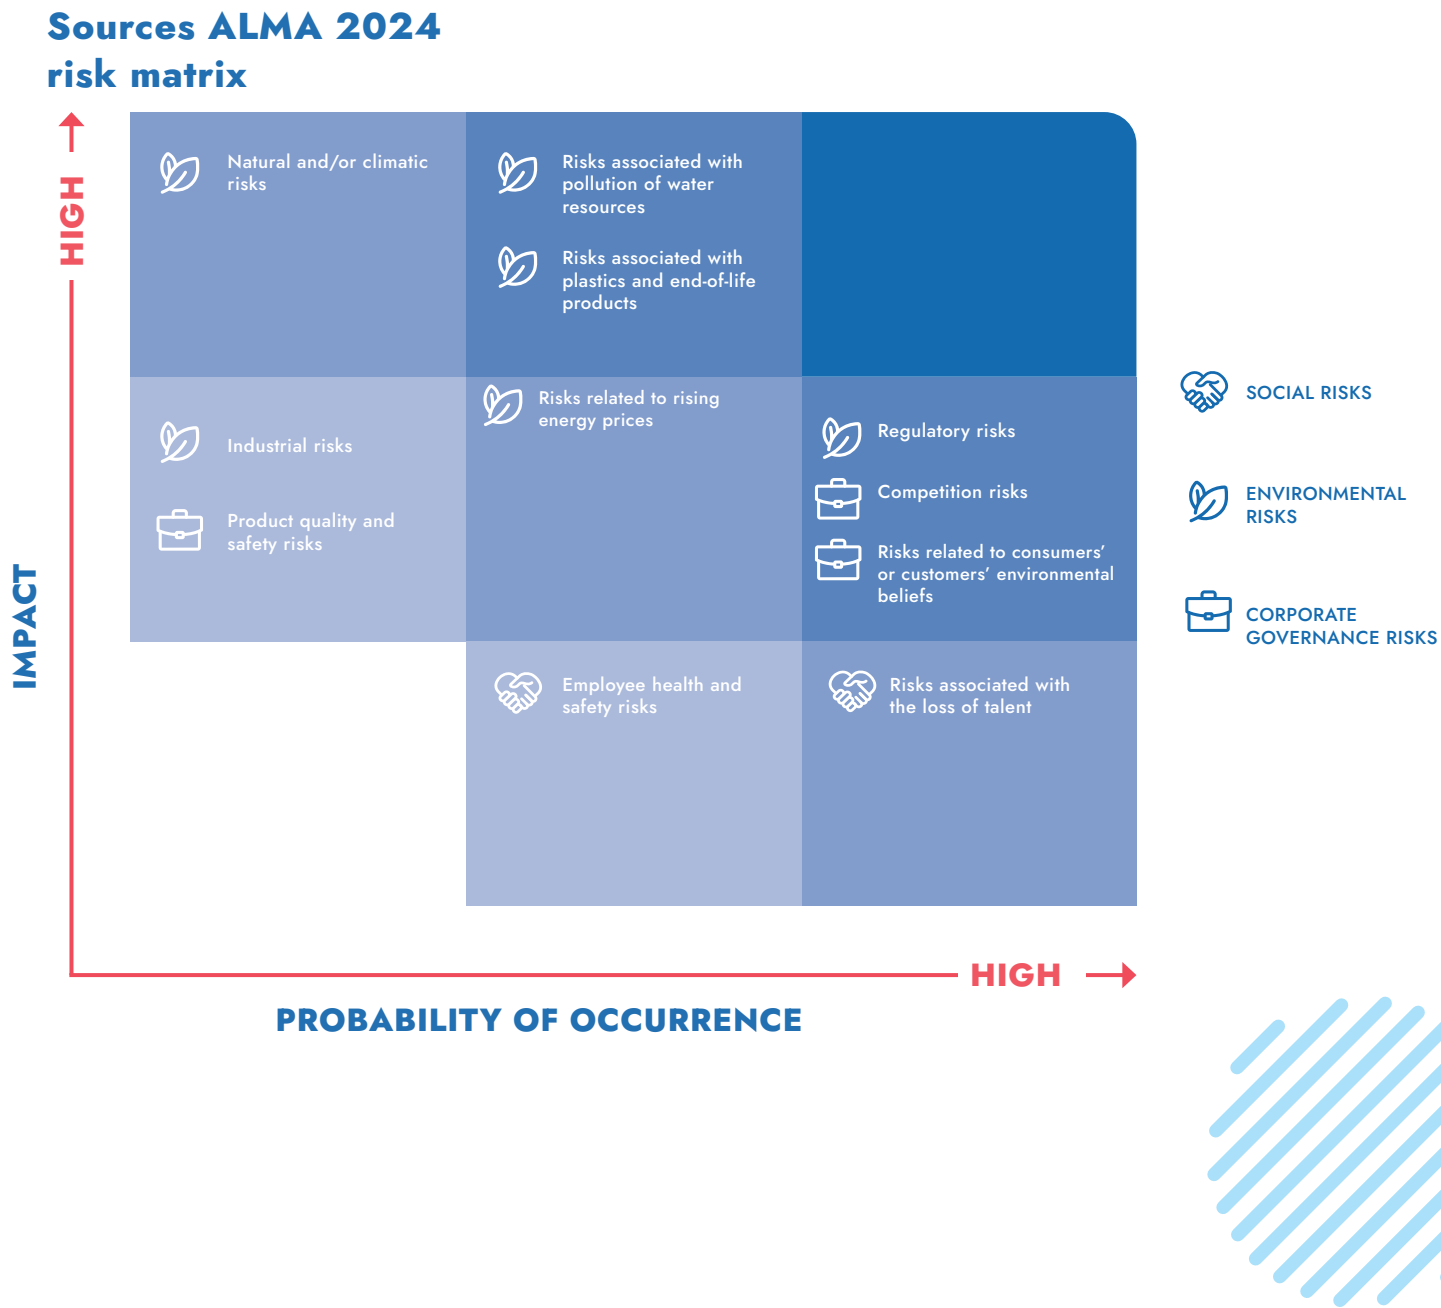 Sources ALMA 2024
risk matrix
HIGH
IMPACT
Natural and/or climatic
risks
Risks associated with
pollution of water
resources
Risks associated with
plastics and end-of-life
products
Industrial risks
Product quality and
safety risks
Risks related to rising
energy prices
Regulatory risks
Competition risks
Risks related to consumers’
or customers’ environmental
beliefs
Employee health and
safety risks
Risks associated with
the loss of talent
SOCIAL RISKS
ENVIRONMENTAL
RISKS
CORPORATE
GOVERNANCE RISKS
HIGH
PROBABILITY OF OCCURRENCE